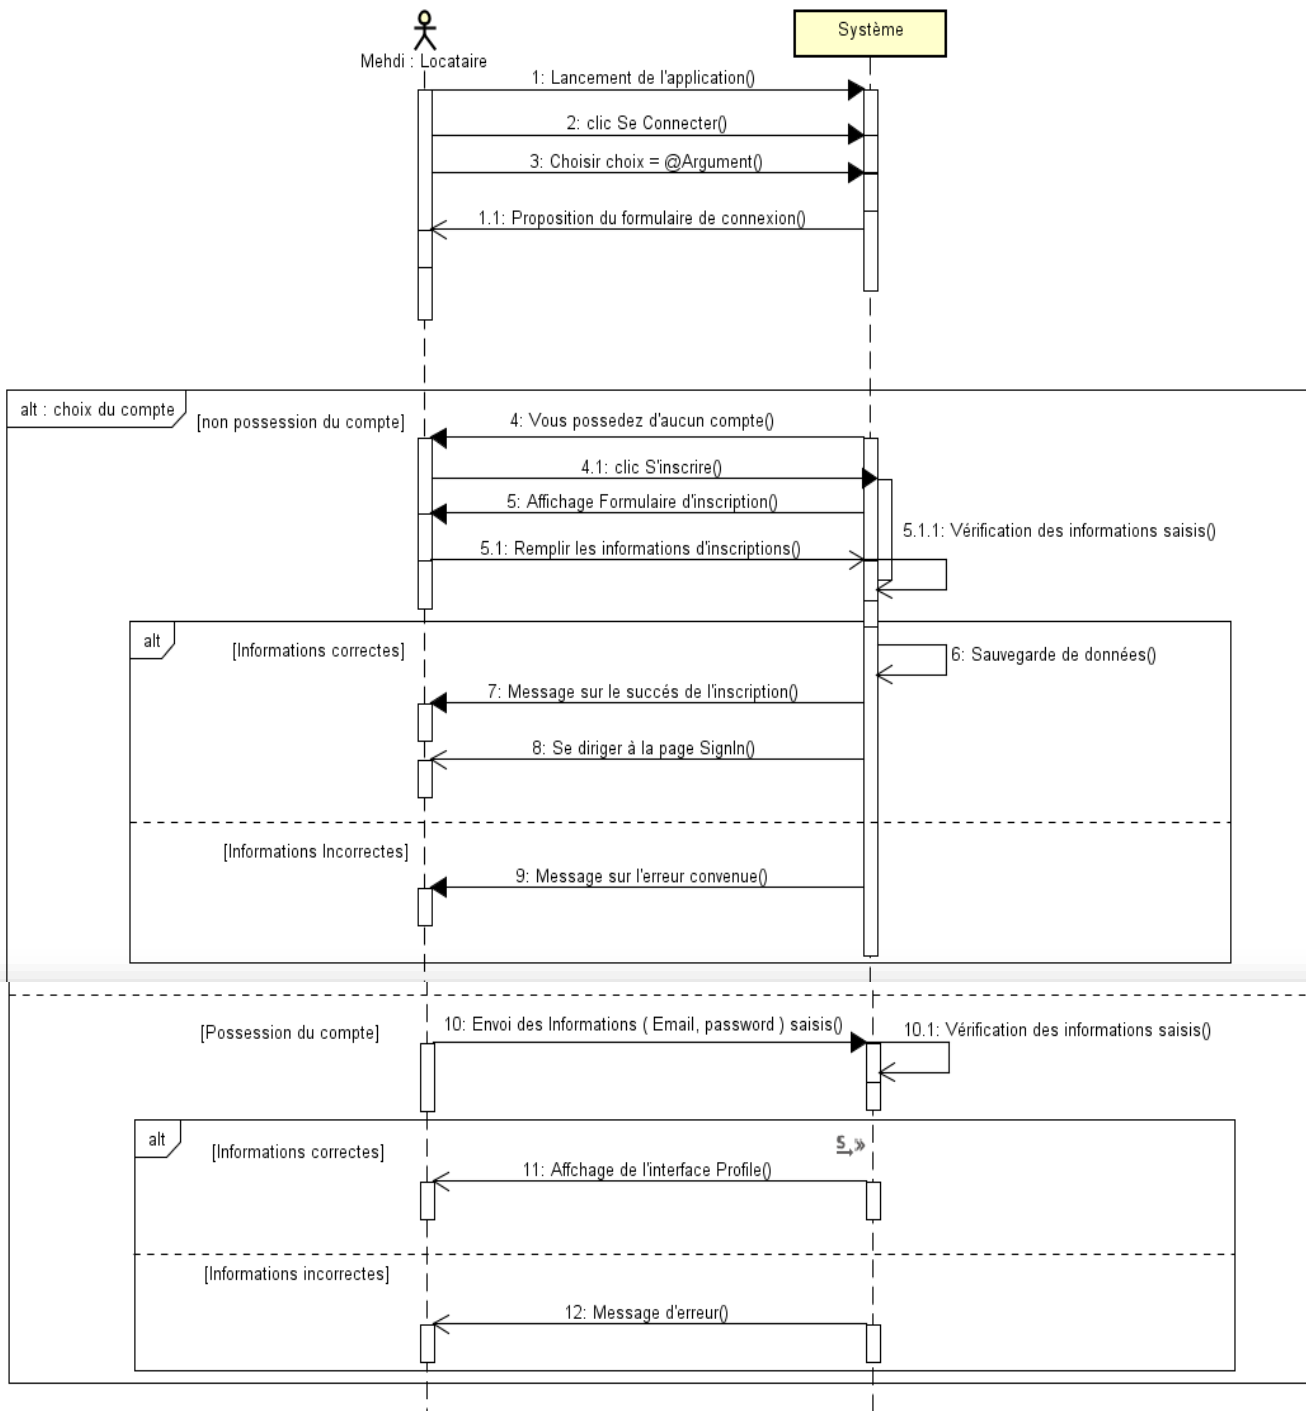 Mehdi : Locataire
Système
1: Lancement de l'application()
2: clic Se Connecter()
3: Choisir choix = @Argument()
1.1: Proposition du formulaire de connexion()
alt : choix du compte
[non possession du compte]
4: Vous possedez d'aucun compte()
4.1: clic S'inscrire()
5: Affichage Formulaire d'inscription()
5.1.1: Vérification des informations saisis()
5.1: Remplir les informations d'inscriptions()
alt
[Informations correctes]
6: Sauvegarde de données()
7: Message sur le succés de l'inscription()
8: Se diriger à la page SignIn()
[Informations Incorrectes]
9: Message sur l'erreur convenue()
[Possession du compte]
10: Envoi des Informations ( Email, password ) saisis()
10.1: Vérification des informations saisis()
alt
[Informations correctes]
S »
11: Affchage de l'interface Profile()
[Informations incorrectes]
12: Message d'erreur()